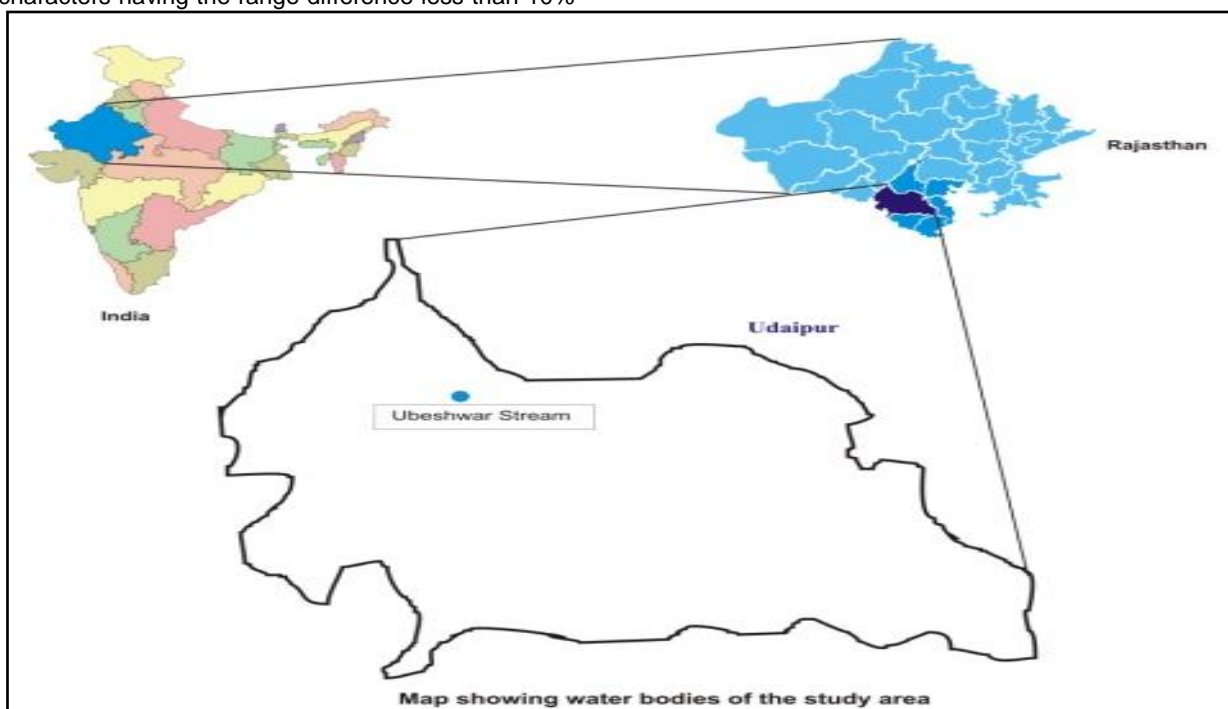 characters having the range difference less than 10%
Rajasthan
India
Udaipur
Ubeshwar Stream
Map showing water bodies of the study area